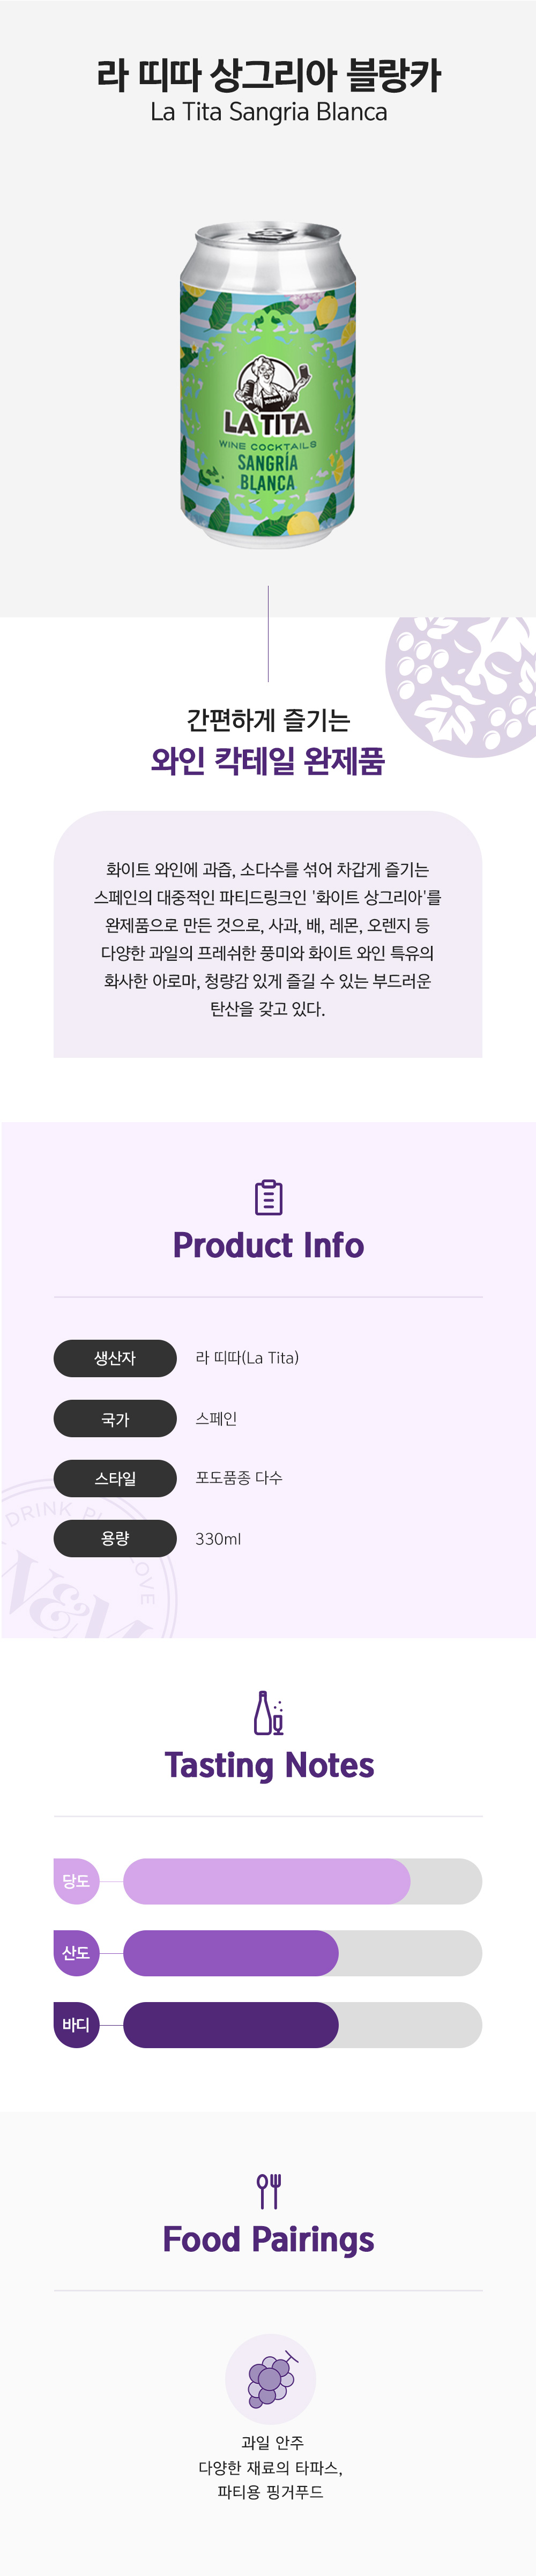 라 띠따 상그리아 블랑카
La Tita Sangria Blanca
LA TITA
WINE COCKTAILS
SANGRÍA
BLANCA
간편하게 즐기는
와인 칵테일 완제품
화이트 와인에 과즙, 소다수를 섞어 차갑게 즐기는
스페인의 대중적인 파티드링크인 '화이트 상그리아'를
완제품으로 만든 것으로, 사과, 배, 레몬, 오렌지 등
다양한 과일의 프레쉬한 풍미와 화이트 와인 특유의
화사한 아로마, 청량감 있게 즐길 수 있는 부드러운
탄산을 갖고 있다.
Product Info
생산자 라 띠따(La Tita)
국가 스페인
스타일 포도품종 다수
용량 330ml
DRINK
LOVE
W&M
Tasting Notes
당도
산도
바디
Food Pairings
과일 안주
다양한 재료의 타파스,
파티용 핑거푸드